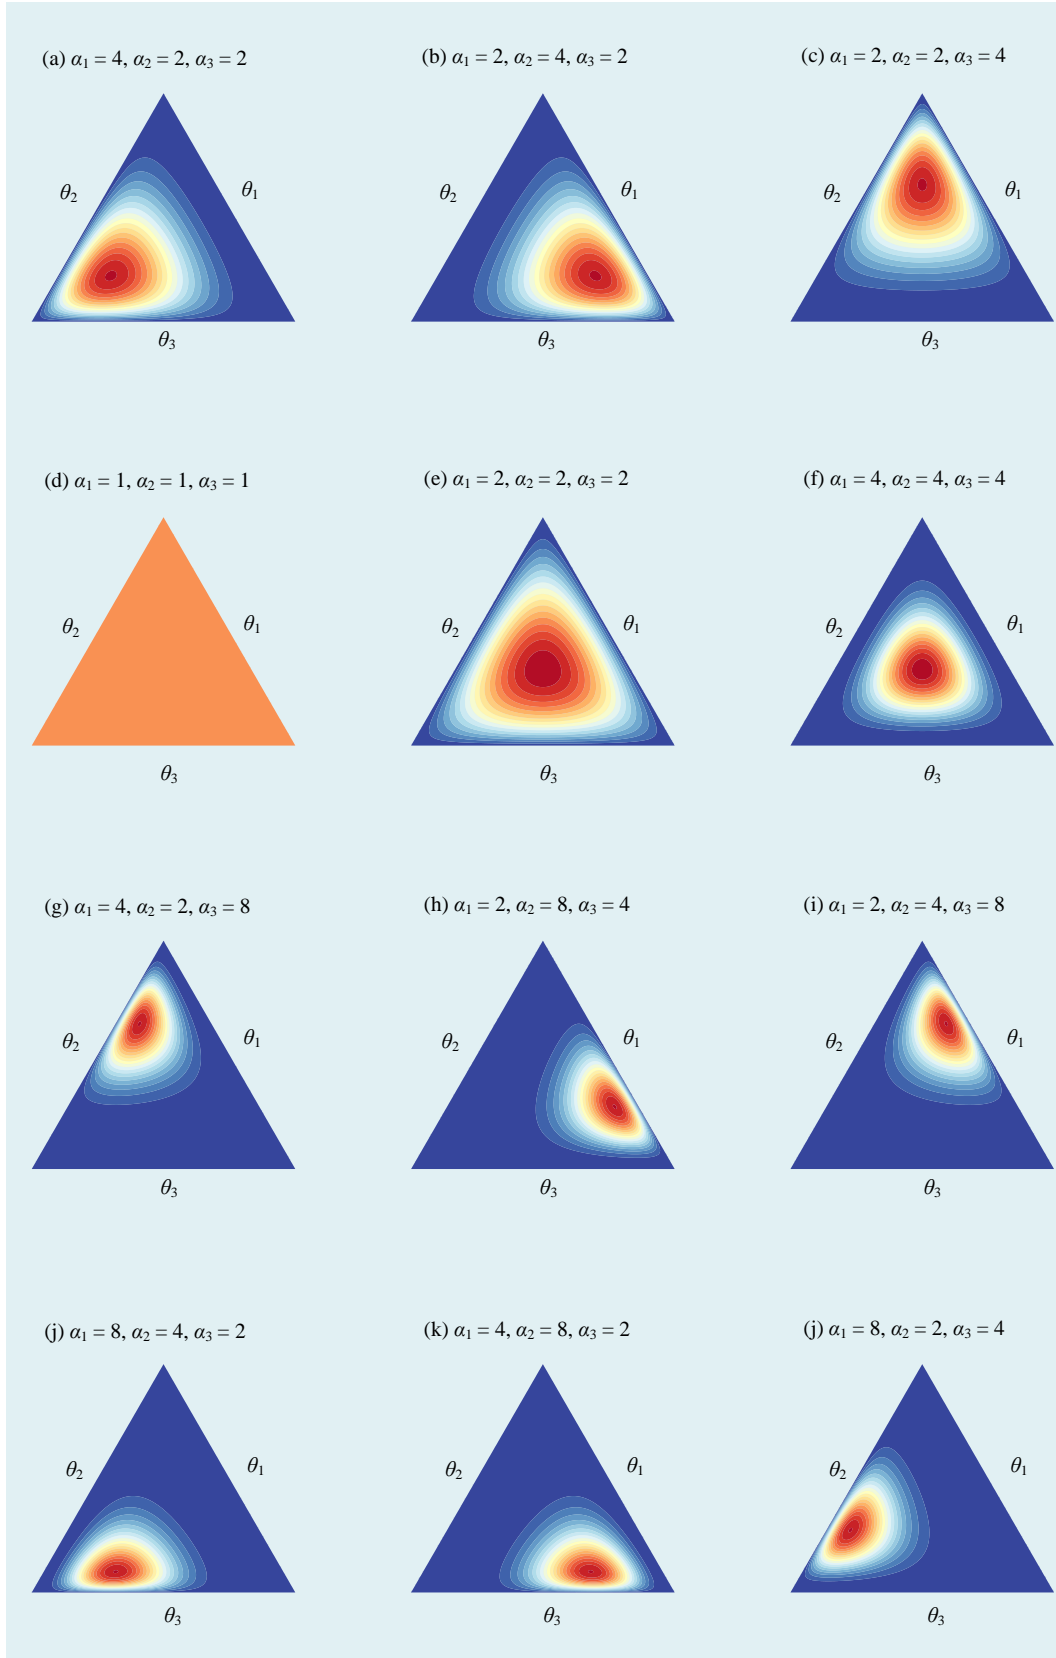 (a) α₁ = 4, α₂ = 2, α₃ = 2
(b) α₁ = 2, α₂ = 4, α₃ = 2
(c) α₁ = 2, α₂ = 2, α₃ = 4
θ₂
θ₁
θ₂
θ₁
θ₂
θ₁
θ₃
θ₃
θ₃
(d) α₁ = 1, α₂ = 1, α₃ = 1
(e) α₁ = 2, α₂ = 2, α₃ = 2
(f) α₁ = 4, α₂ = 4, α₃ = 4
θ₂
θ₁
θ₂
θ₁
θ₂
θ₁
θ₃
θ₃
θ₃
(g) α₁ = 4, α₂ = 2, α₃ = 8
(h) α₁ = 2, α₂ = 8, α₃ = 4
(i) α₁ = 2, α₂ = 4, α₃ = 8
θ₂
θ₁
θ₂
θ₁
θ₂
θ₁
θ₃
θ₃
θ₃
(j) α₁ = 8, α₂ = 4, α₃ = 2
(k) α₁ = 4, α₂ = 8, α₃ = 2
(j) α₁ = 8, α₂ = 2, α₃ = 4
θ₂
θ₁
θ₂
θ₁
θ₂
θ₁
θ₃
θ₃
θ₃